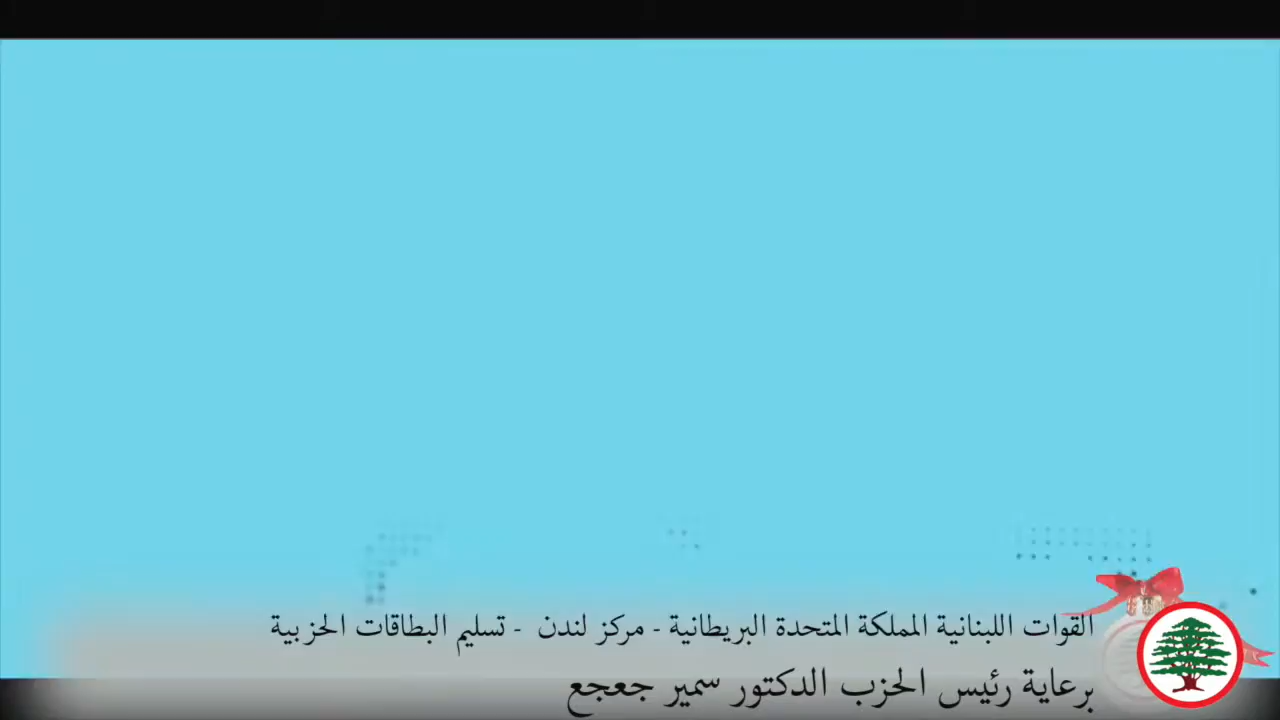 القوات اللبنانية المملكة المتحدة البريطانية - مركز لندن - تسليم البطاقات الحزبية
برعاية رئيس الحزب الدكتور سمير جعجع